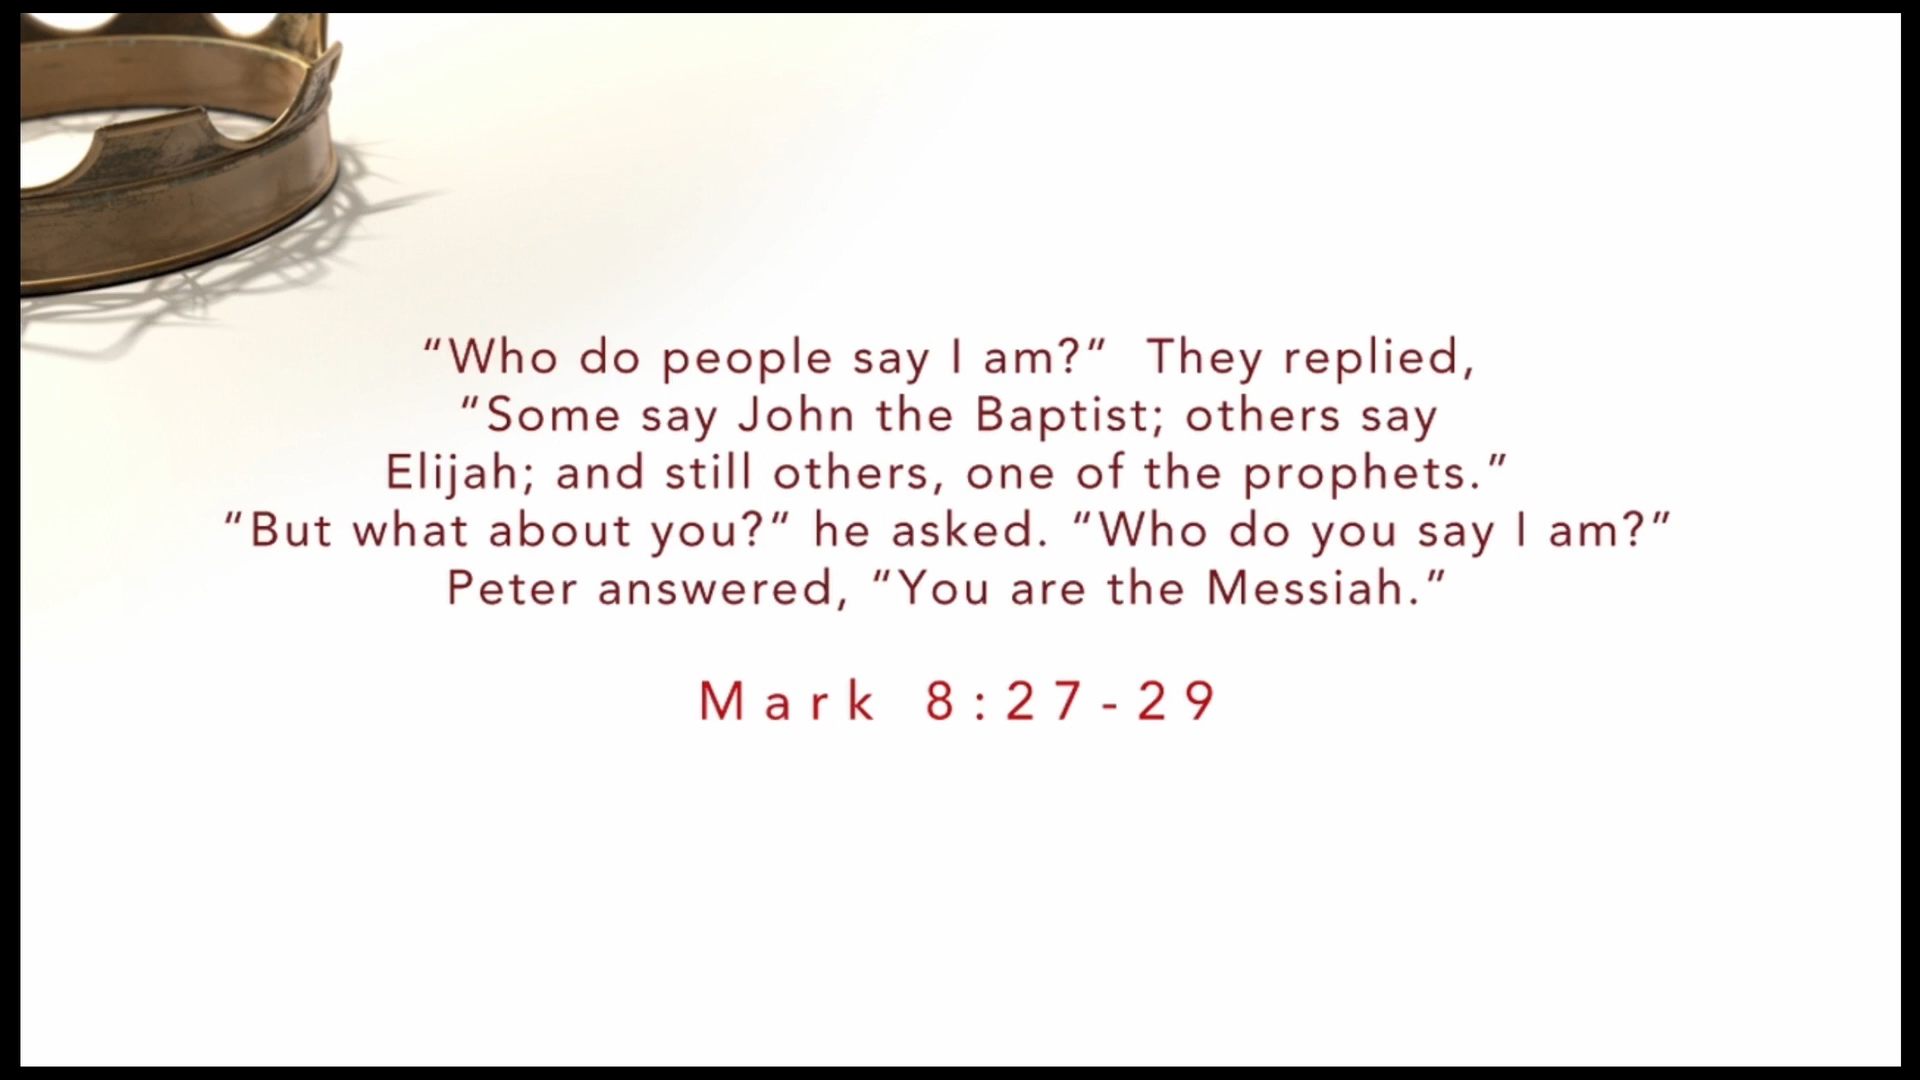 “Who do people say I am?”  They replied,
“Some say John the Baptist; others say
Elijah; and still others, one of the prophets.”
“But what about you?“ he asked. “Who do you say I am?”
Peter answered, “You are the Messiah.”
Mark 8:27-29